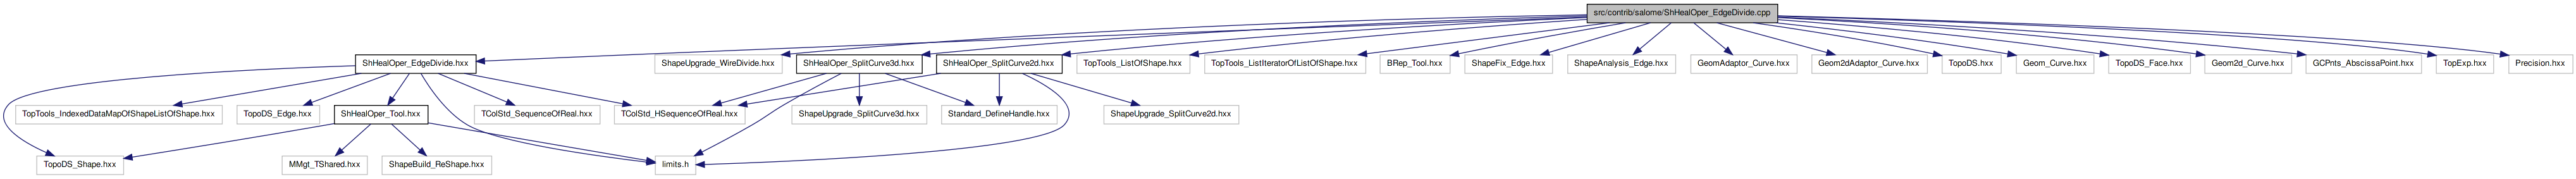 src/contrib/salome/ShHealOper_EdgeDivide.cpp
ShHealOper_EdgeDivide.hxx
ShapeUpgrade_WireDivide.hxx
ShHealOper_SplitCurve3d.hxx
ShHealOper_SplitCurve2d.hxx
TopTools_ListOfShape.hxx
TopTools_ListIteratorOfListOfShape.hxx
BRep_Tool.hxx
ShapeFix_Edge.hxx
ShapeAnalysis_Edge.hxx
GeomAdaptor_Curve.hxx
Geom2dAdaptor_Curve.hxx
TopoDS.hxx
Geom_Curve.hxx
TopoDS_Face.hxx
Geom2d_Curve.hxx
GCPnts_AbscissaPoint.hxx
TopExp.hxx
Precision.hxx
TopTools_IndexedDataMapOfShapeListOfShape.hxx
TopoDS_Edge.hxx
ShHealOper_Tool.hxx
TColStd_SequenceOfReal.hxx
TColStd_HSequenceOfReal.hxx
ShapeUpgrade_SplitCurve3d.hxx
Standard_DefineHandle.hxx
ShapeUpgrade_SplitCurve2d.hxx
TopoDS_Shape.hxx
MMgt_TShared.hxx
ShapeBuild_ReShape.hxx
limits.h